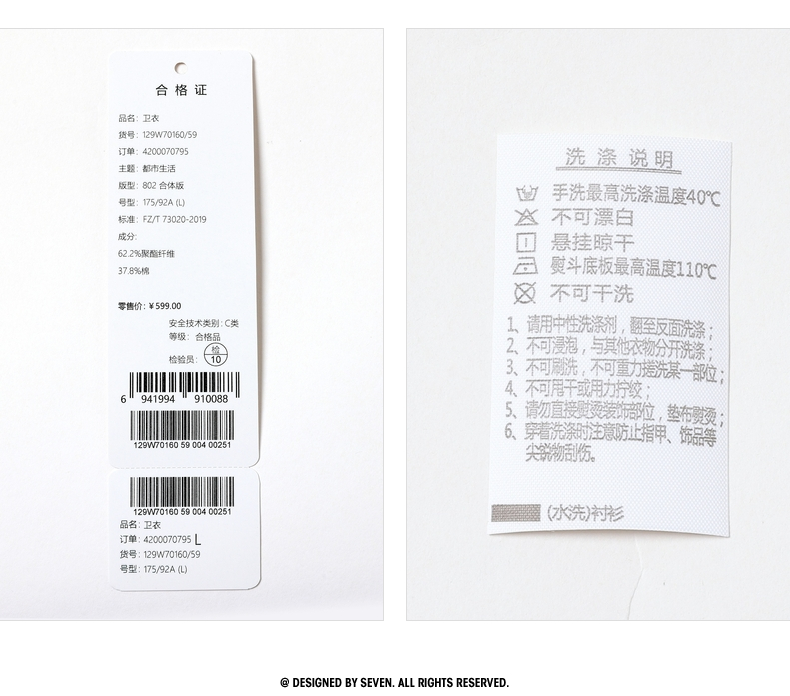 合格证
品名：卫衣
货号：129W70160/59
订单：4200070795
主题：都市生活
版型：802 合体版
号型：175/92A (L)
标准：FZ/T 73020-2019
成分：
62.2%聚酯纤维
37.8%棉
零售价：￥599.00
安全技术类别：C类
等级：合格品
检验员：检 10
6 941994 910088
129W70160 59 004 00251
129W70160 59 004 00251
品名：卫衣
订单：4200070795 L
货号：129W70160/59
号型：175/92A (L)
洗涤说明
手洗最高洗涤温度40℃
不可漂白
悬挂晾干
熨斗底板最高温度110℃
不可干洗
1、请用中性洗涤剂，翻至反面洗涤；
2、不可浸泡，与其他衣物分开洗涤；
3、不可刷洗，不可重力搓洗某一部位；
4、不可甩干或用力拧绞；
5、请勿直接熨烫装饰部位，垫布熨烫；
6、穿着洗涤时注意防止指甲、饰品等
尖锐物刮伤。
(水洗)衬衫
@ DESIGNED BY SEVEN. ALL RIGHTS RESERVED.